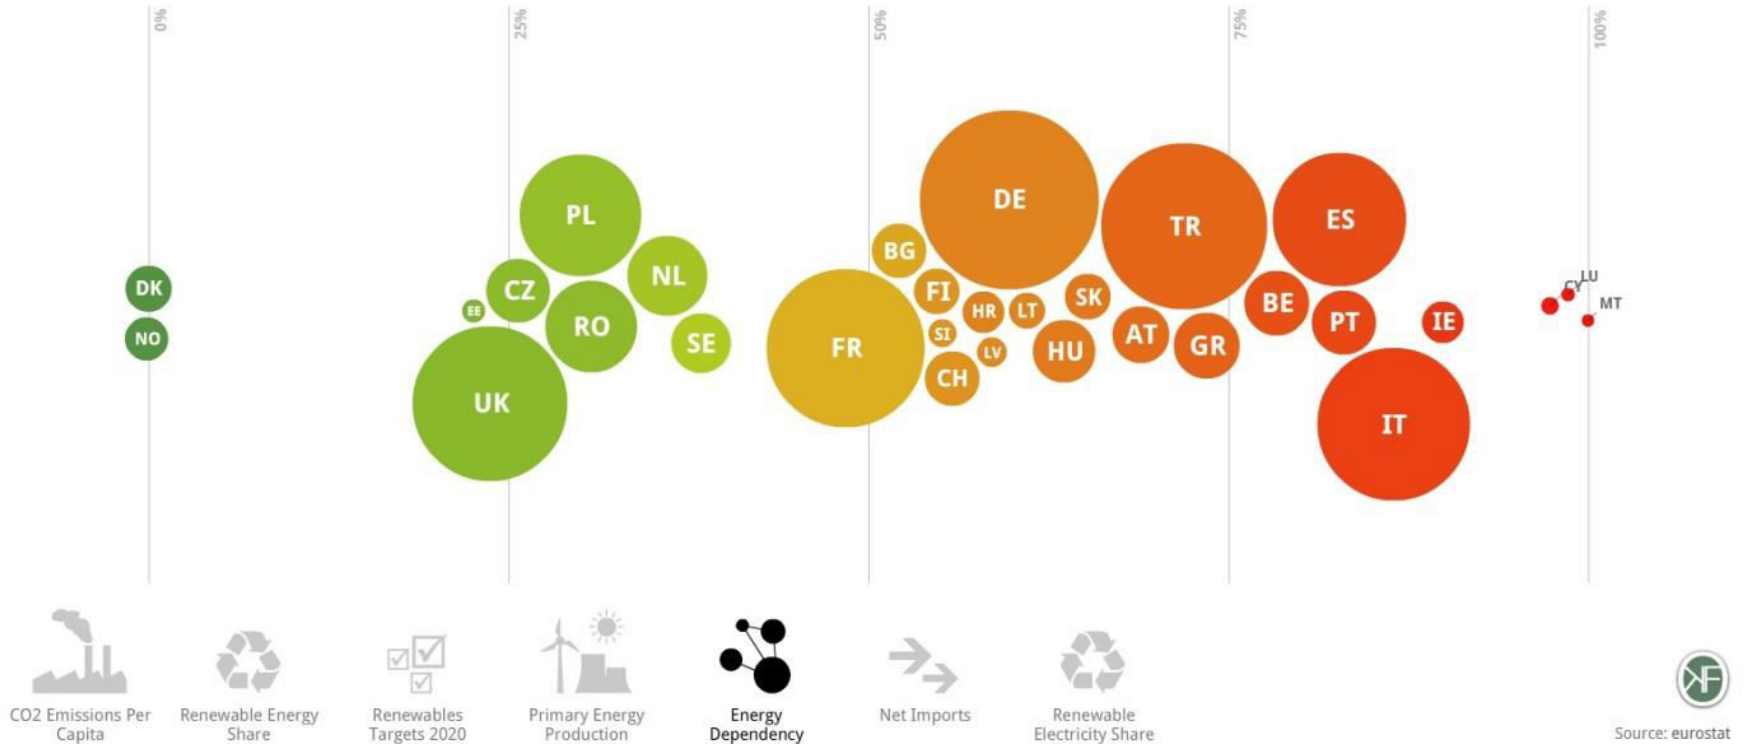 0%
25%
50%
75%
100%
DE
PL
TR
ES
BG
NL
LU
CY
MT
DK
CZ
FI
SK
BE
EE
RO
HR
LT
PT
IE
NO
SE
FR
SI
LV
HU
AT
GR
CH
UK
IT
CO2 Emissions Per
Capita
Renewable Energy
Share
Renewables
Targets 2020
Primary Energy
Production
Energy
Dependency
Net Imports
Renewable
Electricity Share
KF
Source: eurostat